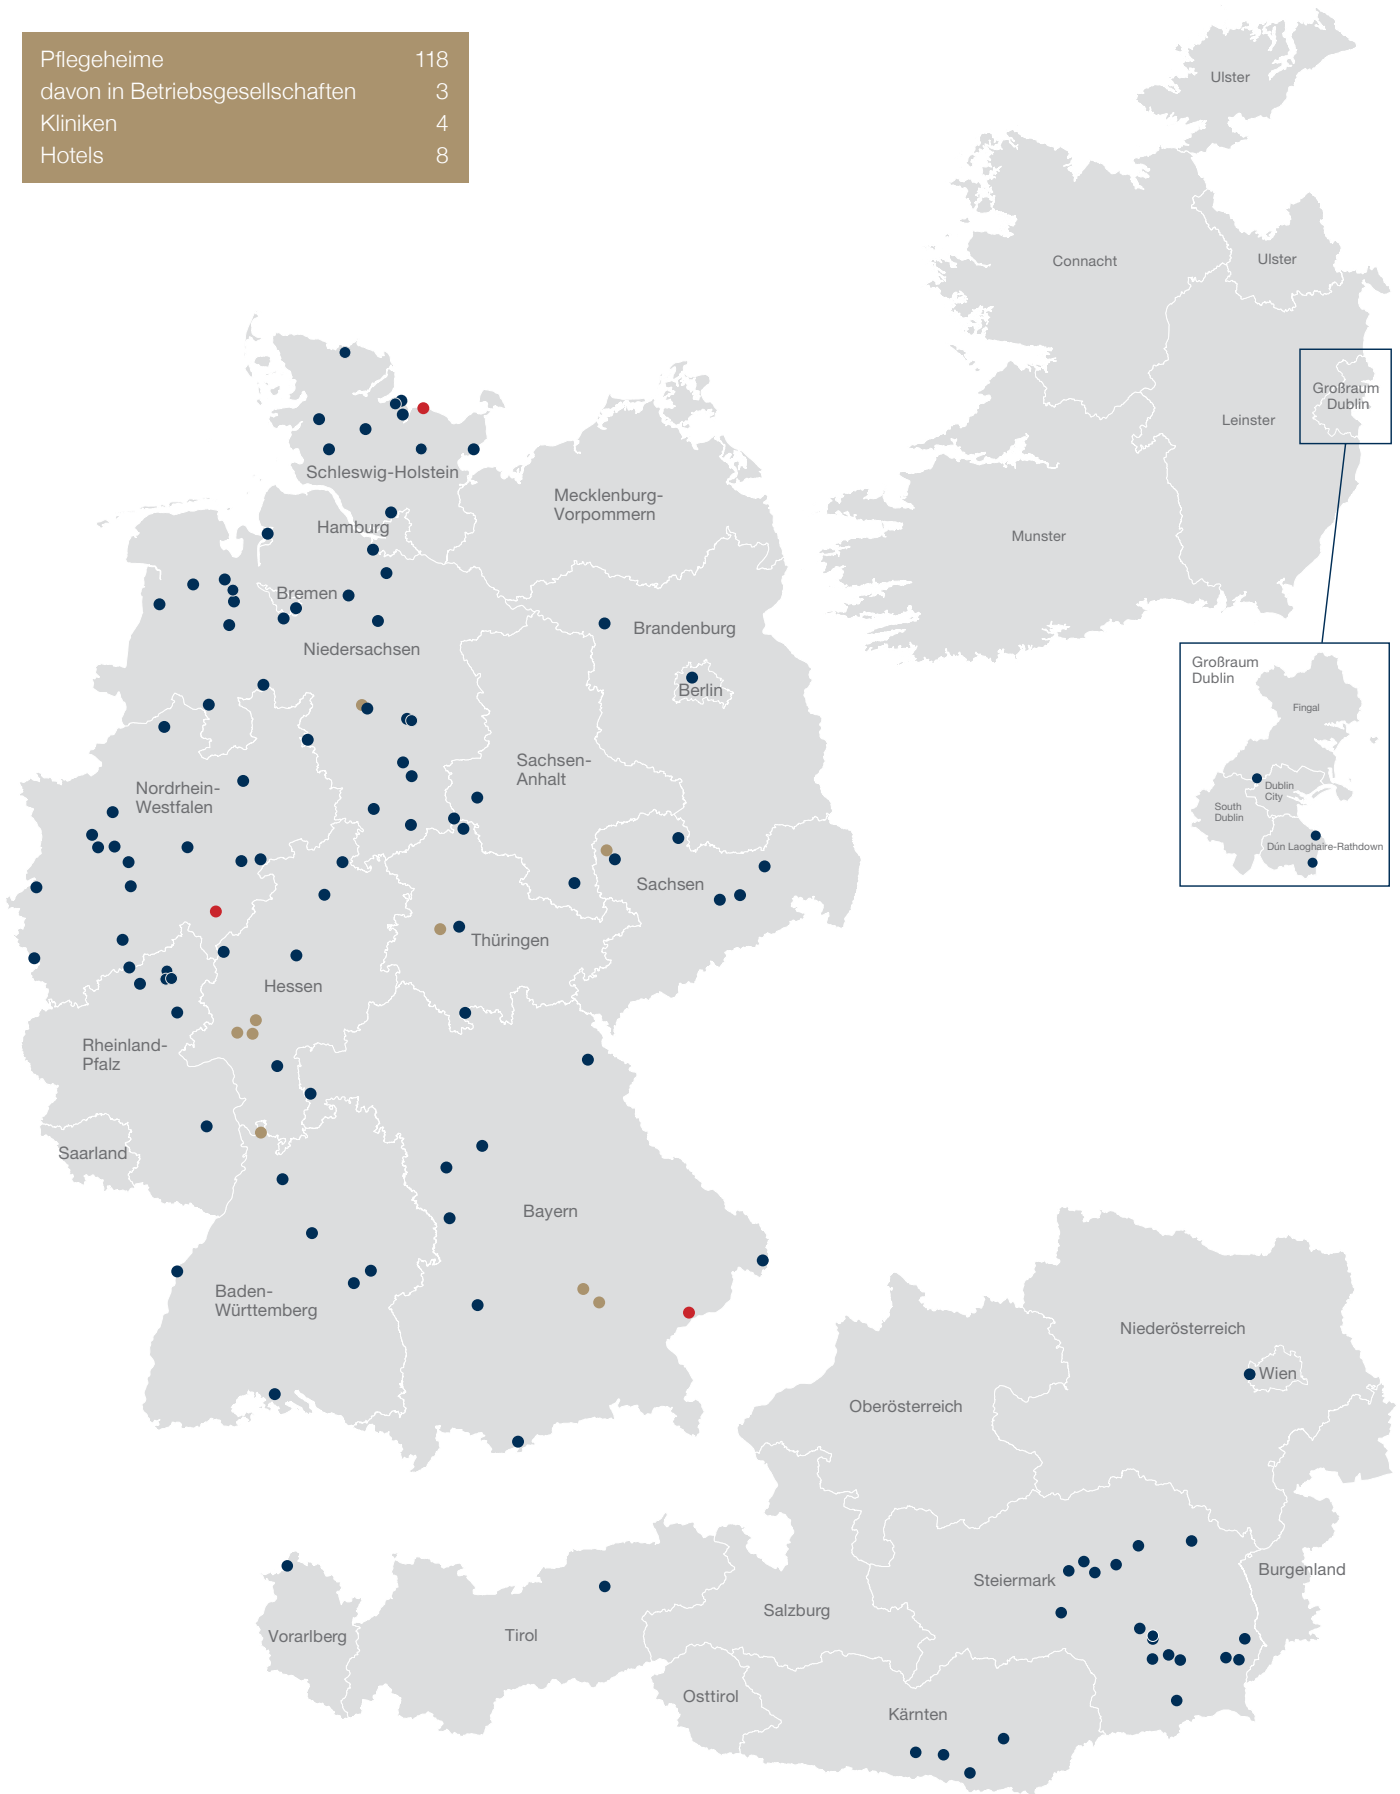 Pflegeheime 118
davon in Betriebsgesellschaften 3
Kliniken 4
Hotels 8
Ulster
Connacht
Ulster
Großraum
Dublin
Leinster
Munster
Schleswig-Holstein
Mecklenburg-
Vorpommern
Hamburg
Bremen
Niedersachsen
Brandenburg
Berlin
Großraum
Dublin
Fingal
Dublin
City
South
Dublin
Dún Laoghaire-Rathdown
Sachsen-
Anhalt
Nordrhein-
Westfalen
Sachsen
Thüringen
Hessen
Rheinland-
Pfalz
Saarland
Bayern
Baden-
Württemberg
Niederösterreich
Wien
Oberösterreich
Steiermark
Burgenland
Salzburg
Vorarlberg
Tirol
Osttirol
Kärnten